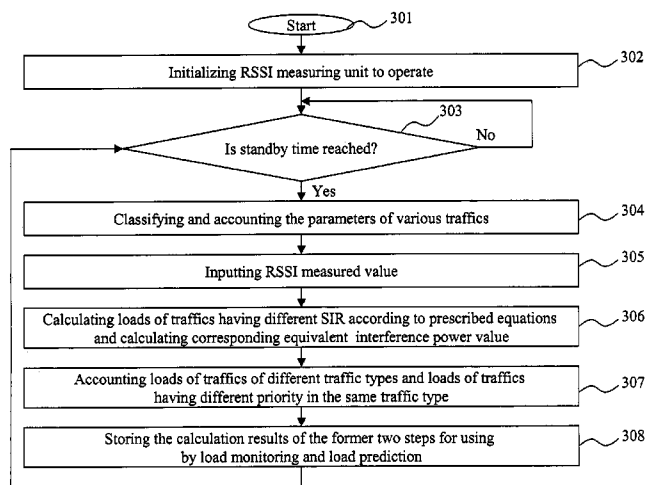 Start
301
Initializing RSSI measuring unit to operate
302
303
Is standby time reached?
No
Yes
Classifying and accounting the parameters of various traffics
304
Inputting RSSI measured value
305
Calculating loads of traffics having different SIR according to prescribed equations
and calculating corresponding equivalent interference power value
306
Accounting loads of traffics of different traffic types and loads of traffics
having different priority in the same traffic type
307
Storing the calculation results of the former two steps for using
by load monitoring and load prediction
308